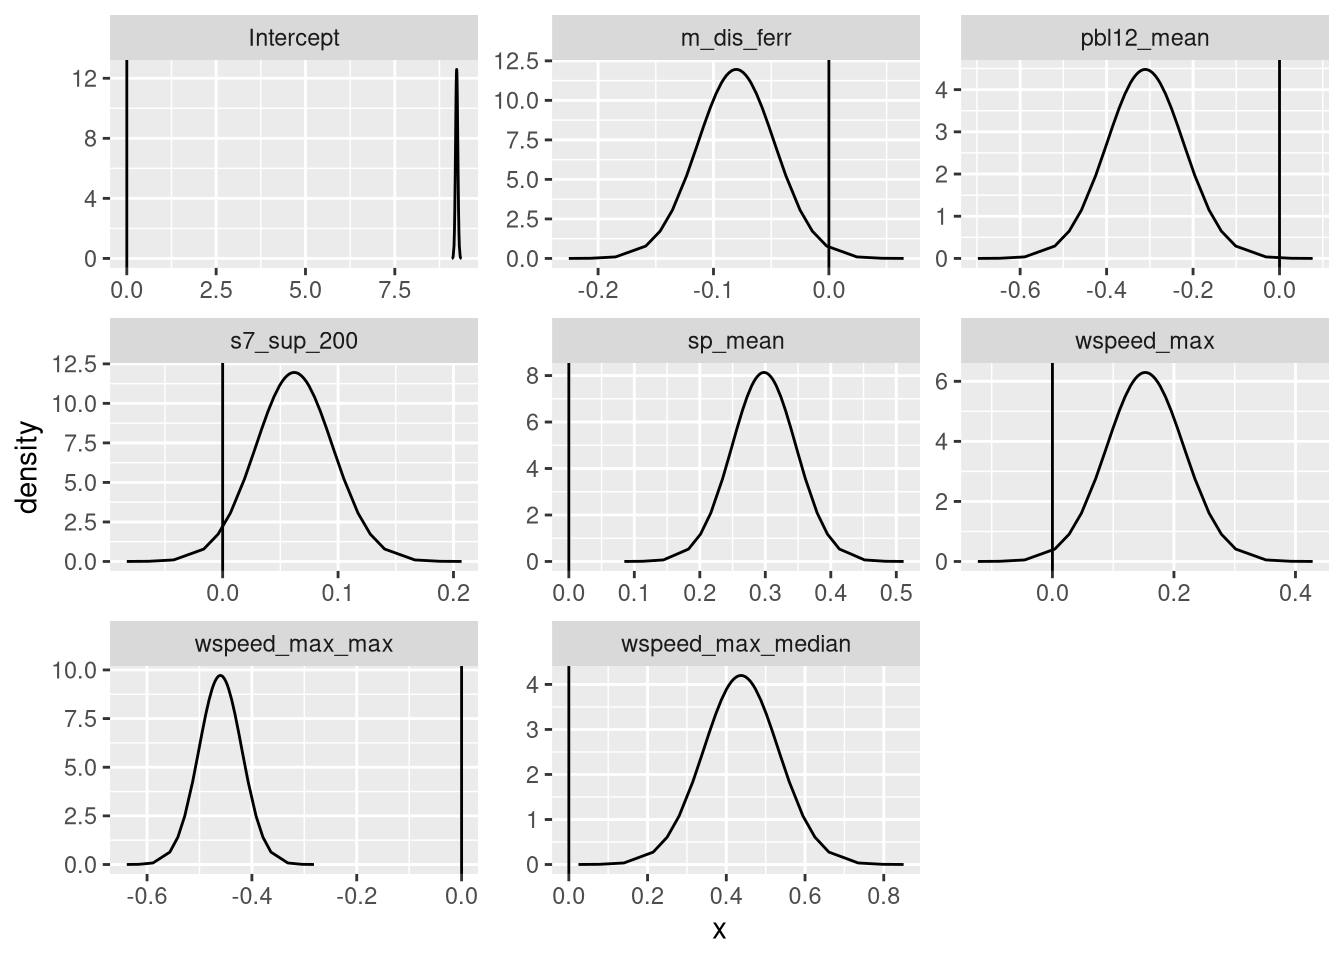 Intercept
m_dis_ferr
pbl12_mean
12
8
4
0
0.0 2.5 5.0 7.5
12.5
10.0
7.5
5.0
2.5
0.0
-0.2 -0.1 0.0
4
3
2
1
0
-0.6 -0.4 -0.2 0.0
s7_sup_200
sp_mean
wspeed_max
12.5
10.0
7.5
5.0
2.5
0.0
0.0 0.1 0.2
8
6
4
2
0
0.0 0.1 0.2 0.3 0.4 0.5
6
4
2
0
0.0 0.2 0.4
density
wspeed_max_max
wspeed_max_median
10.0
7.5
5.0
2.5
0.0
-0.6 -0.4 -0.2 0.0
4
3
2
1
0
0.0 0.2 0.4 0.6 0.8
x